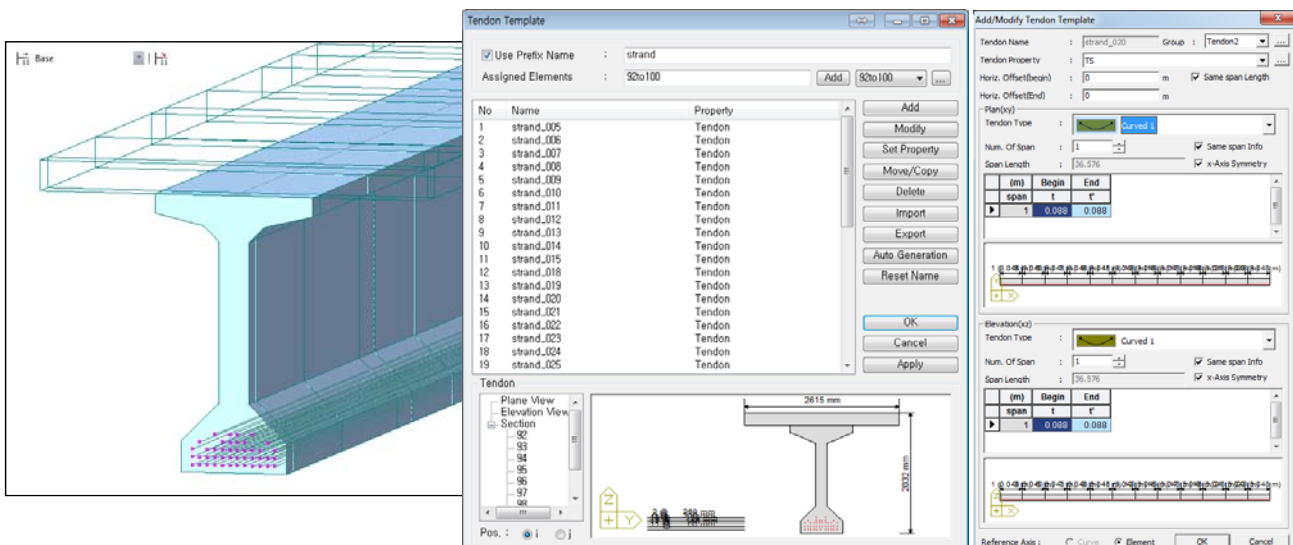 Base
Tendon Template
Use Prefix Name : strand
Assigned Elements : 92to100 Add 92to100 ...
No Name Property
1 strand_005 Tendon
2 strand_006 Tendon
3 strand_007 Tendon
4 strand_008 Tendon
5 strand_009 Tendon
6 strand_010 Tendon
7 strand_011 Tendon
8 strand_012 Tendon
9 strand_013 Tendon
10 strand_014 Tendon
11 strand_015 Tendon
12 strand_018 Tendon
13 strand_019 Tendon
14 strand_020 Tendon
15 strand_021 Tendon
16 strand_022 Tendon
17 strand_023 Tendon
18 strand_024 Tendon
19 strand_025 Tendon
Add
Modify
Set Property
Move/Copy
Delete
Import
Export
Auto Generation
Reset Name
OK
Cancel
Apply
Tendon
Plane View
Elevation View
Section
92
93
94
95
96
97
98
Pos. : i j
Z
Y
2615 mm
2032 mm
Add/Modify Tendon Template
Tendon Name : strand_020 Group : Tendon2 ...
Tendon Property : TS ...
Horiz. Offset(begin) : 0 m Same span Length
Horiz. Offset(End) : 0 m
Plan(xy)
Tendon Type : Curved 1
Num. Of Span : 1 Same span Info
Span Length : 36.576 x-Axis Symmetry
(m) Begin End
span t t'
1 0.088 0.088
X
Elevation(xz)
Tendon Type : Curved 1
Num. Of Span : 1 Same span Info
Span Length : 36.576 x-Axis Symmetry
(m) Begin End
span t t'
1 0.088 0.088
X
Reference Axis : Curve Element OK Cancel